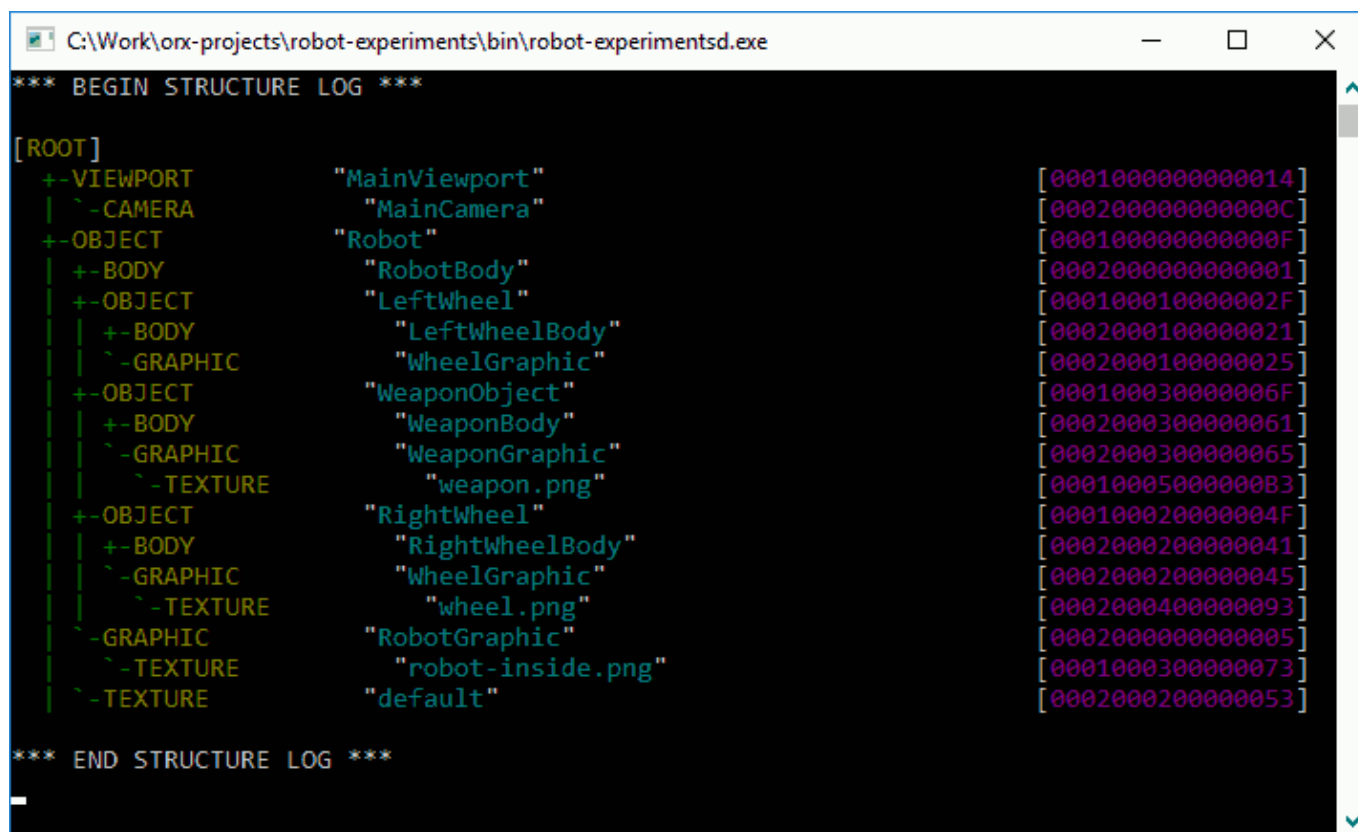 C:\Work\orx-projects\robot-experiments\bin\robot-experimentsd.exe
*** BEGIN STRUCTURE LOG ***
[ROOT]
  +-VIEWPORT         "MainViewport"                                [0001000000000014]
  | `-CAMERA           "MainCamera"                                [000200000000000C]
  +-OBJECT           "Robot"                                       [000100000000000F]
  | +-BODY             "RobotBody"                                 [0002000000000001]
  | +-OBJECT           "LeftWheel"                                 [000100010000002F]
  | | +-BODY             "LeftWheelBody"                           [0002000100000021]
  | | `-GRAPHIC          "WheelGraphic"                            [0002000100000025]
  | +-OBJECT           "WeaponObject"                              [000100030000006F]
  | | +-BODY             "WeaponBody"                              [0002000300000061]
  | | `-GRAPHIC          "WeaponGraphic"                           [0002000300000065]
  | |   `-TEXTURE          "weapon.png"                            [00010005000000B3]
  | +-OBJECT           "RightWheel"                                [000100020000004F]
  | | +-BODY             "RightWheelBody"                          [0002000200000041]
  | | `-GRAPHIC          "WheelGraphic"                            [0002000200000045]
  | |   `-TEXTURE          "wheel.png"                             [0002000400000093]
  | `-GRAPHIC          "RobotGraphic"                              [0002000000000005]
  |   `-TEXTURE          "robot-inside.png"                        [0001000300000073]
  | `-TEXTURE          "default"                                   [0002000200000053]
*** END STRUCTURE LOG ***